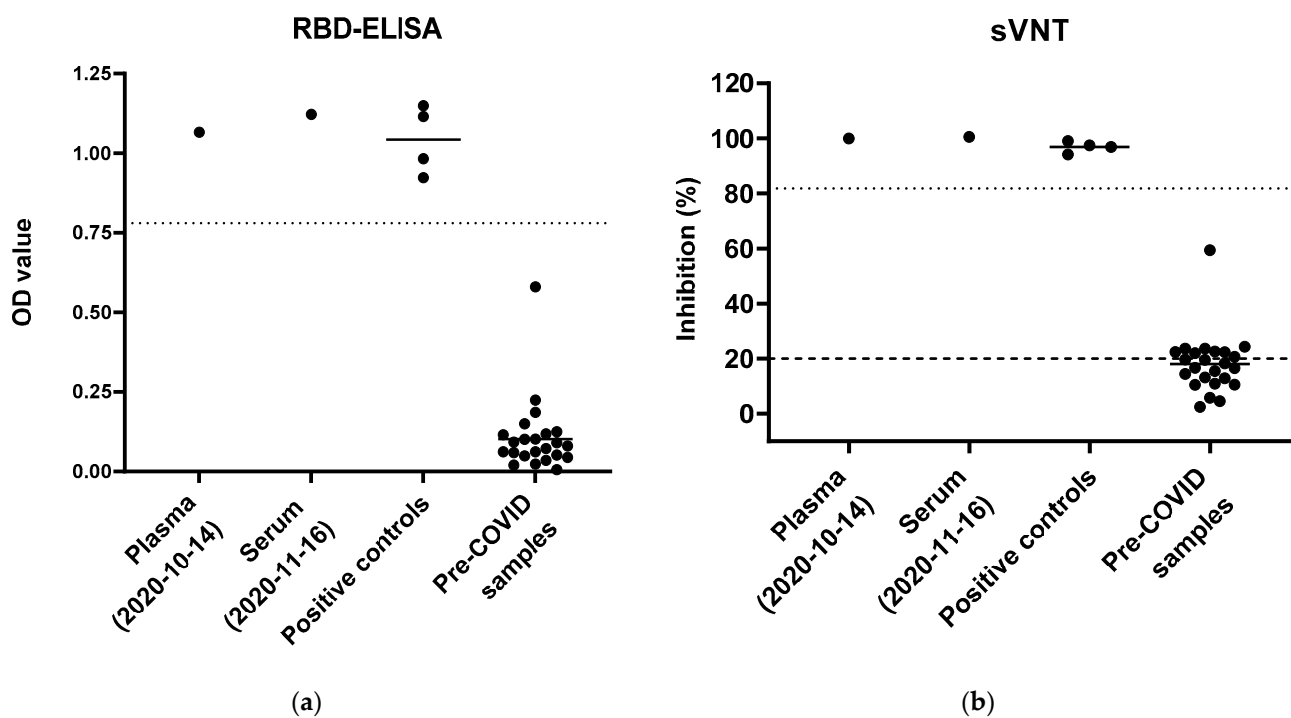 RBD-ELISA
1.25
1.00
0.75
0.50
0.25
0.00
OD value
Plasma
(2020-10-14)
Serum
(2020-11-16)
Positive controls
Pre-COVID
samples
(a)
sVNT
120
100
80
60
40
20
0
Inhibition (%)
Plasma
(2020-10-14)
Serum
(2020-11-16)
Positive controls
Pre-COVID
samples
(b)